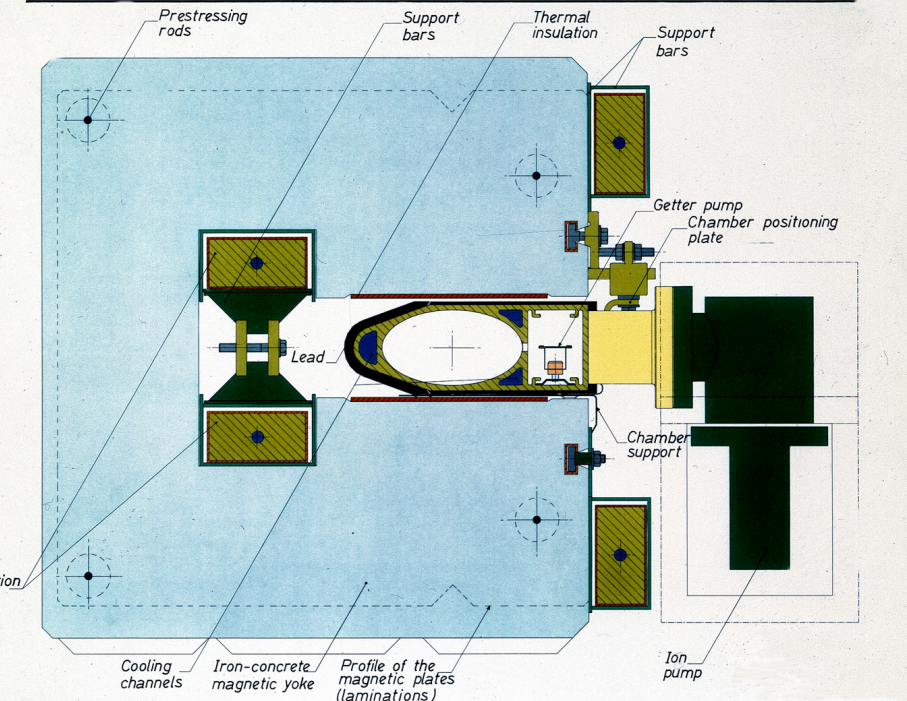 Prestressing
rods
Support
bars
Thermal
insulation
Support
bars
Getter pump
Chamber positioning
plate
Lead
Chamber
support
Cooling
channels
Iron-concrete
magnetic yoke
Profile of the
magnetic plates
(laminations)
Ion
pump